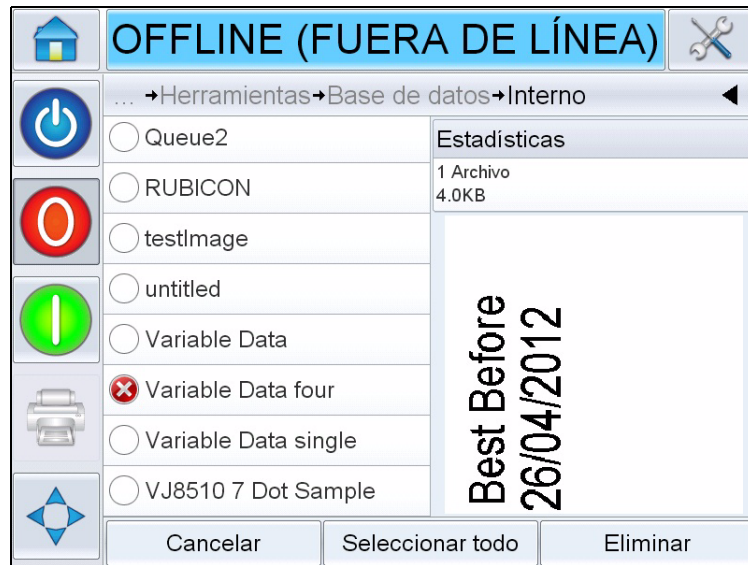 OFFLINE (FUERA DE LÍNEA)
... →Herramientas→Base de datos→Interno
Queue2
RUBICON
testImage
untitled
Variable Data
Variable Data four
Variable Data single
VJ8510 7 Dot Sample
Estadísticas
1 Archivo
4.0KB
Best Before
26/04/2012
Cancelar
Seleccionar todo
Eliminar